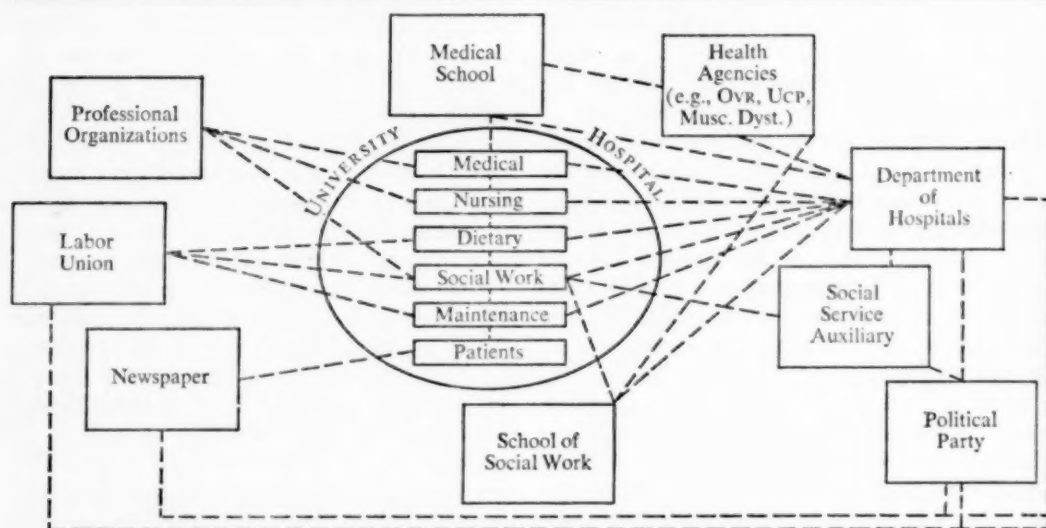 Medical
School
Health
Agencies
(e.g., OVR, UCP,
Musc. Dyst.)
Professional
Organizations
UNIVERSITY
HOSPITAL
Medical
Nursing
Dietary
Social Work
Maintenance
Patients
Department
of
Hospitals
Labor
Union
Social
Service
Auxiliary
Newspaper
School of
Social Work
Political
Party